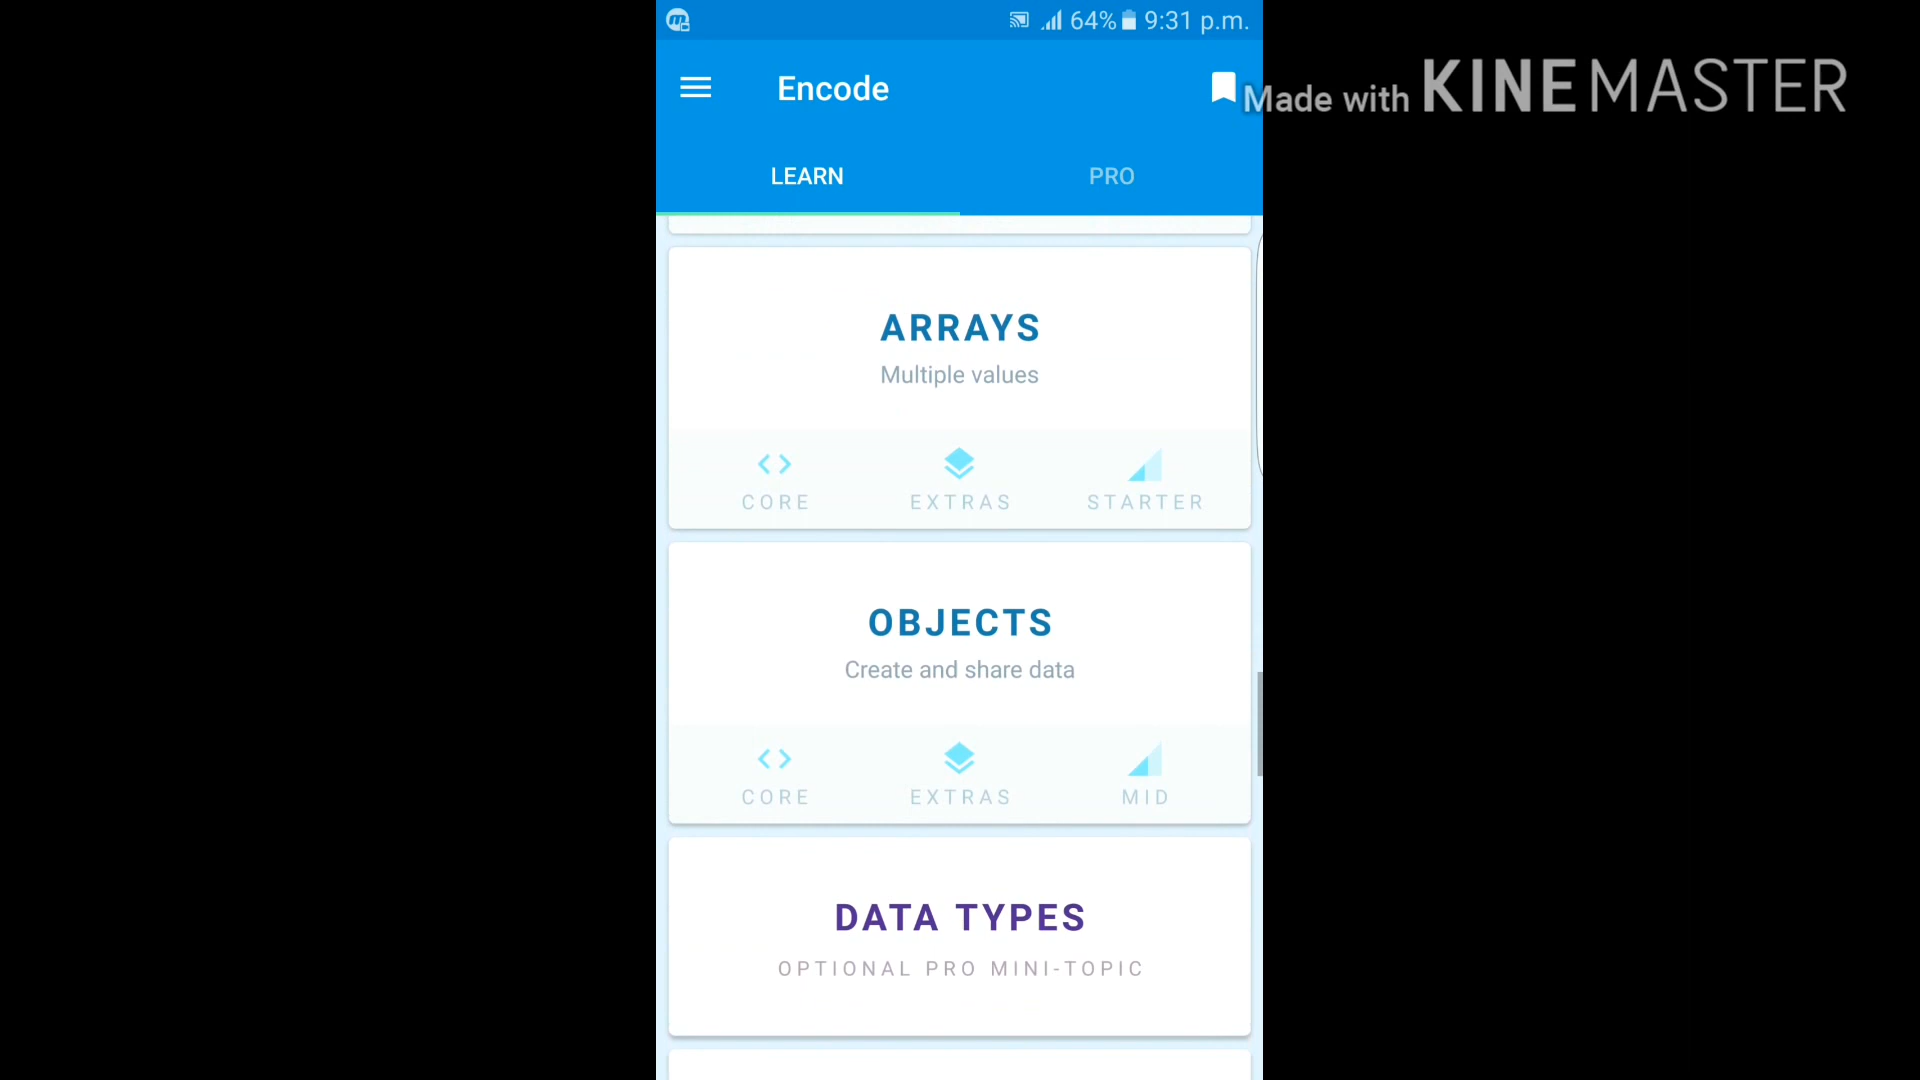 64% 9:31 p.m.
Encode
Made with KINEMASTER
LEARN PRO
ARRAYS
Multiple values
CORE EXTRAS STARTER
OBJECTS
Create and share data
CORE EXTRAS MID
DATA TYPES
OPTIONAL PRO MINI-TOPIC